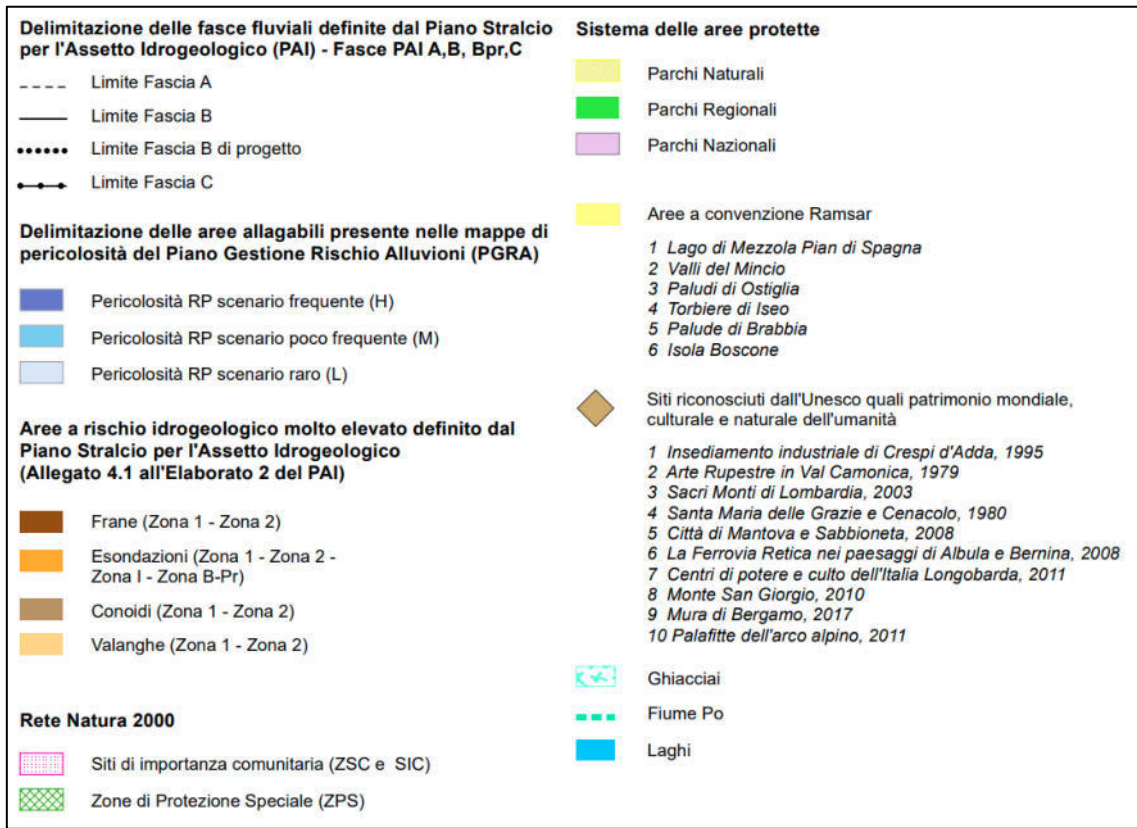 Delimitazione delle fasce fluviali definite dal Piano Stralcio
per l'Assetto Idrogeologico (PAI) - Fasce PAI A,B, Bpr,C
Limite Fascia A
Limite Fascia B
Limite Fascia B di progetto
Limite Fascia C
Delimitazione delle aree allagabili presente nelle mappe di
pericolosità del Piano Gestione Rischio Alluvioni (PGRA)
Pericolosità RP scenario frequente (H)
Pericolosità RP scenario poco frequente (M)
Pericolosità RP scenario raro (L)
Aree a rischio idrogeologico molto elevato definito dal
Piano Stralcio per l'Assetto Idrogeologico
(Allegato 4.1 all'Elaborato 2 del PAI)
Frane (Zona 1 - Zona 2)
Esondazioni (Zona 1 - Zona 2 -
Zona I - Zona B-Pr)
Conoidi (Zona 1 - Zona 2)
Valanghe (Zona 1 - Zona 2)
Rete Natura 2000
Siti di importanza comunitaria (ZSC e SIC)
Zone di Protezione Speciale (ZPS)
Sistema delle aree protette
Parchi Naturali
Parchi Regionali
Parchi Nazionali
Aree a convenzione Ramsar
1 Lago di Mezzola Pian di Spagna
2 Valli del Mincio
3 Paludi di Ostiglia
4 Torbiere di Iseo
5 Palude di Brabbia
6 Isola Boscone
Siti riconosciuti dall'Unesco quali patrimonio mondiale,
culturale e naturale dell'umanità
1 Insediamento industriale di Crespi d'Adda, 1995
2 Arte Rupestre in Val Camonica, 1979
3 Sacri Monti di Lombardia, 2003
4 Santa Maria delle Grazie e Cenacolo, 1980
5 Città di Mantova e Sabbioneta, 2008
6 La Ferrovia Retica nei paesaggi di Albula e Bernina, 2008
7 Centri di potere e culto dell'Italia Longobarda, 2011
8 Monte San Giorgio, 2010
9 Mura di Bergamo, 2017
10 Palafitte dell'arco alpino, 2011
Ghiacciai
Fiume Po
Laghi